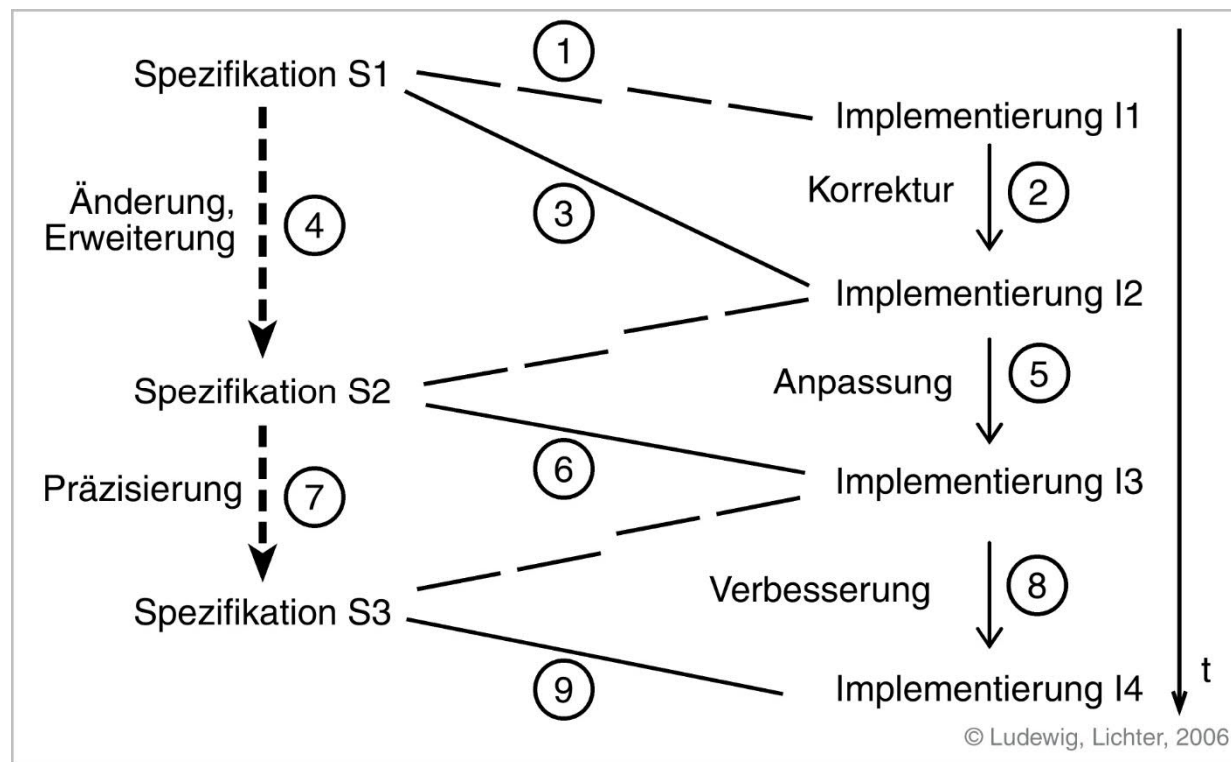 1
Spezifikation S1
Implementierung I1
Korrektur
2
3
Änderung,
Erweiterung
4
Implementierung I2
Anpassung
5
Spezifikation S2
6
Implementierung I3
Präzisierung
7
Verbesserung
8
Spezifikation S3
9
Implementierung I4
t
© Ludewig, Lichter, 2006